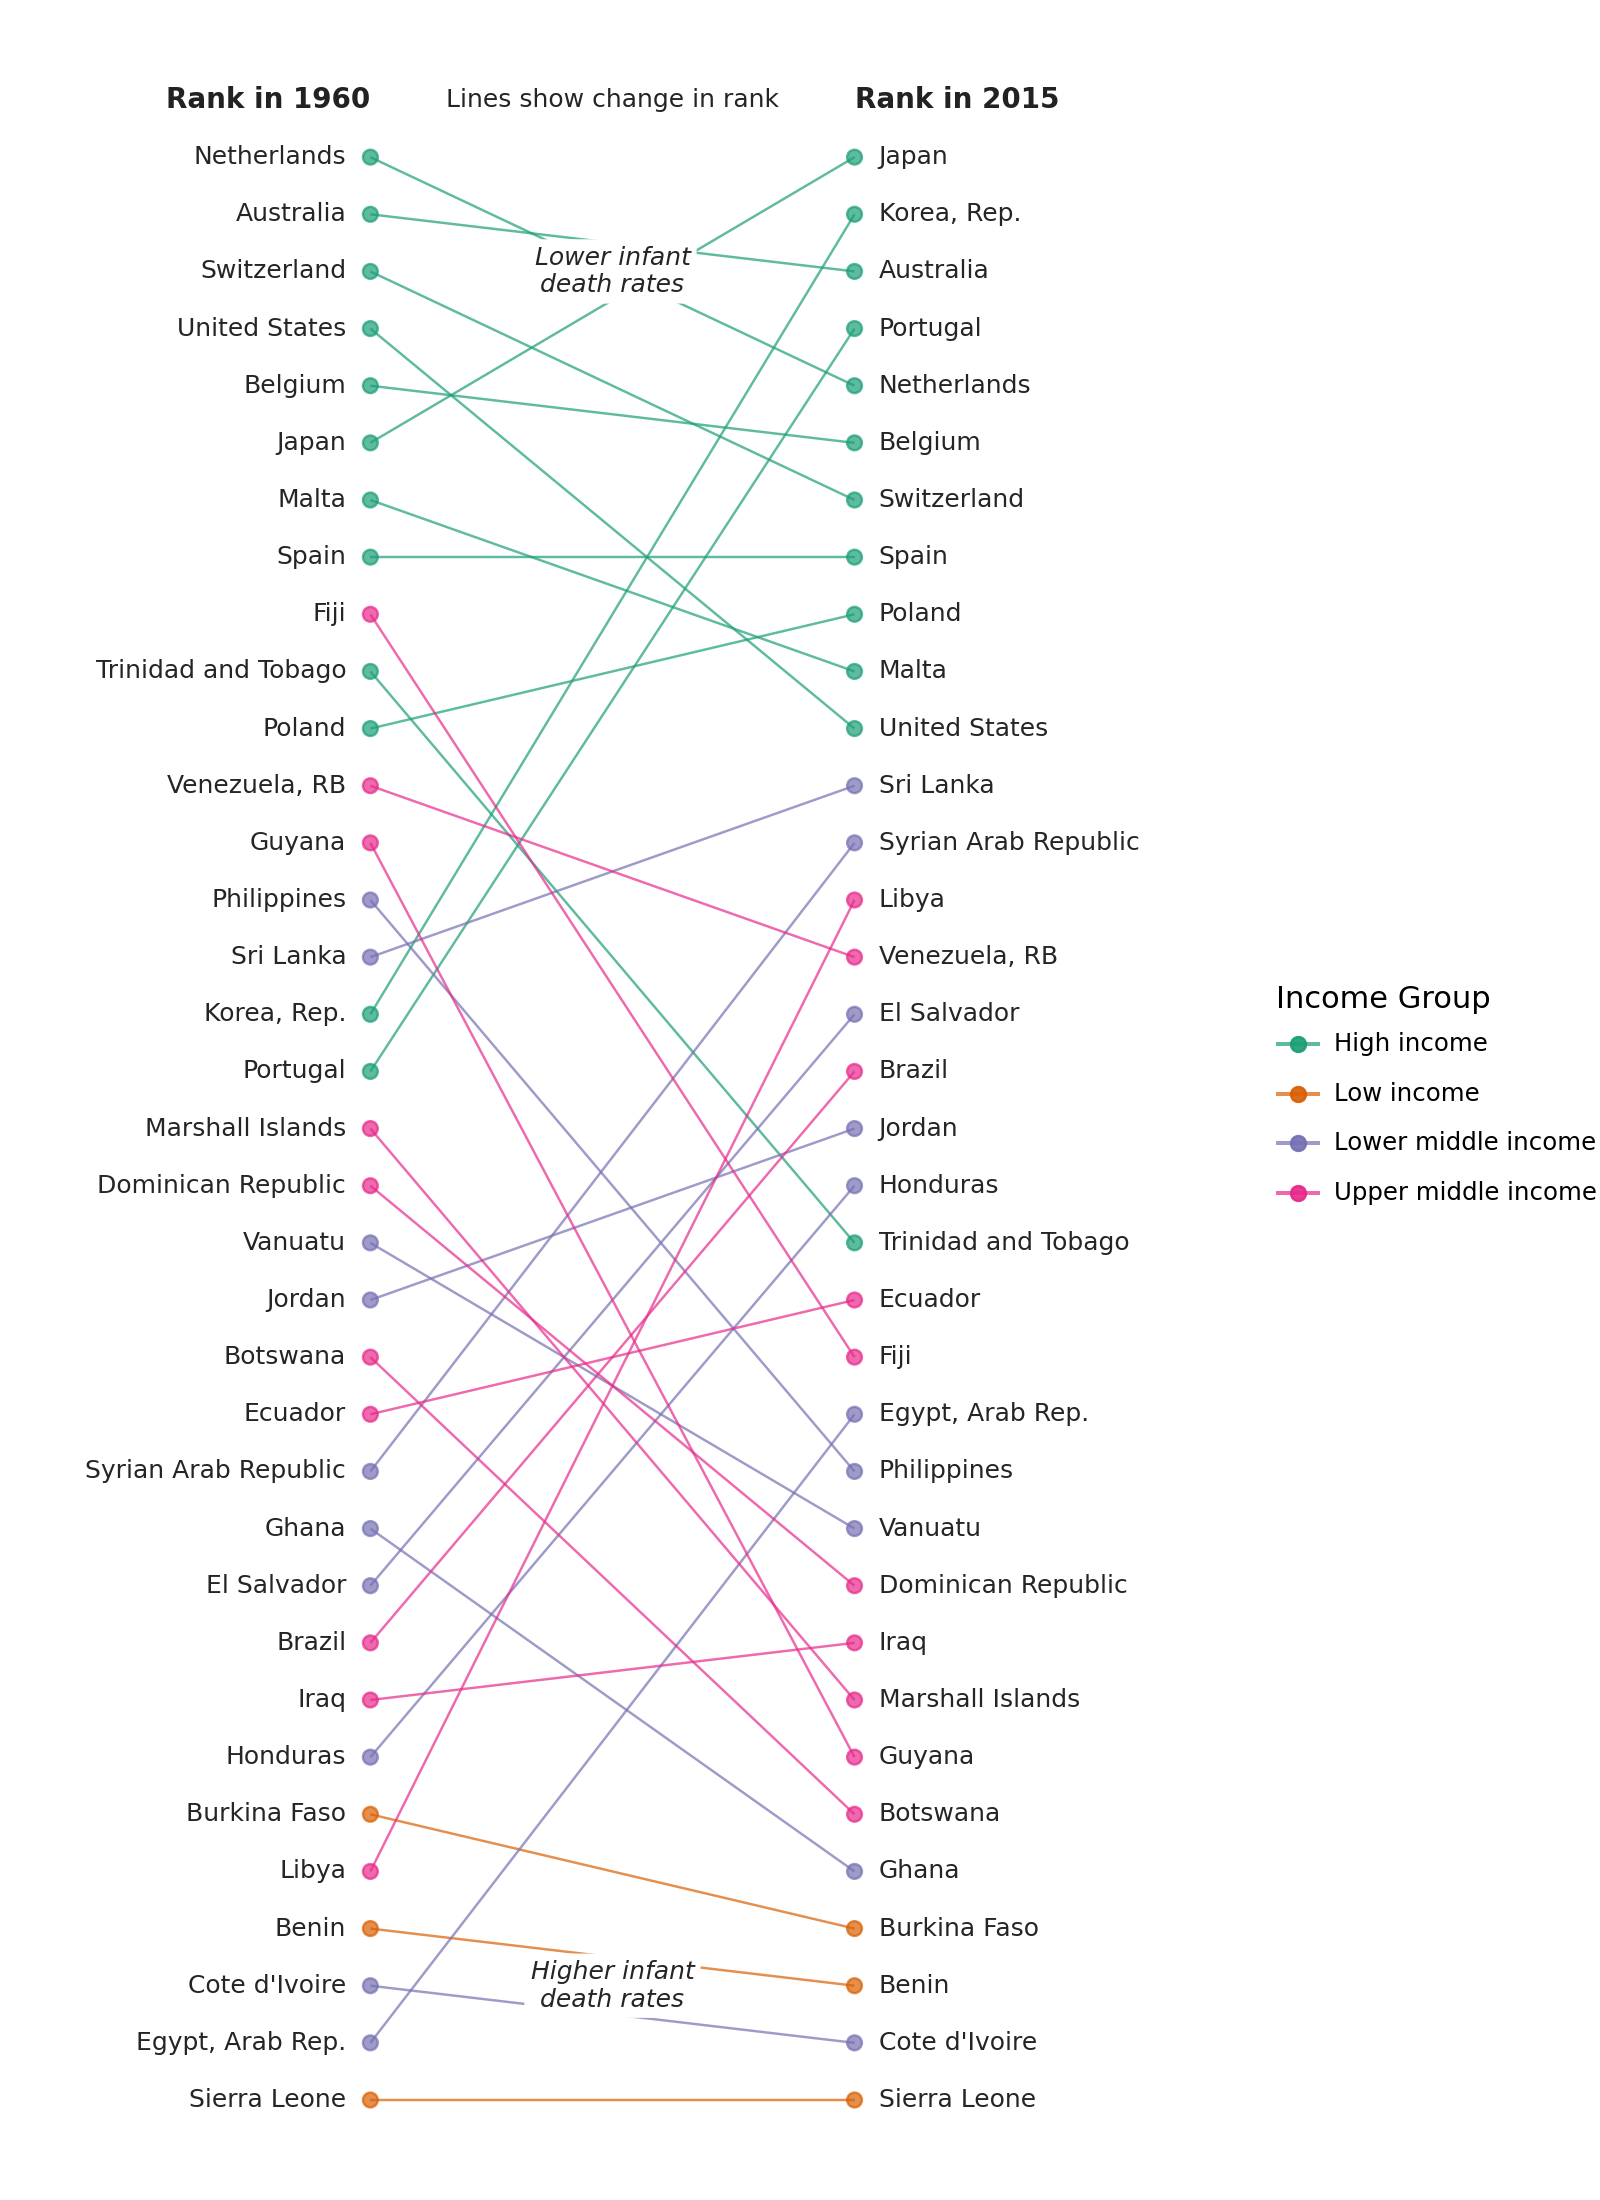 Rank in 1960 Lines show change in rank Rank in 2015
Netherlands Japan
Australia Korea, Rep.
Lower infant
death rates
Switzerland Australia
United States Portugal
Belgium Netherlands
Japan Belgium
Malta Switzerland
Spain Spain
Fiji Poland
Trinidad and Tobago Malta
Poland United States
Venezuela, RB Sri Lanka
Guyana Syrian Arab Republic
Philippines Libya
Sri Lanka Venezuela, RB
Korea, Rep. El Salvador
Portugal Brazil
Marshall Islands Jordan
Dominican Republic Honduras
Vanuatu Trinidad and Tobago
Jordan Ecuador
Botswana Fiji
Ecuador Egypt, Arab Rep.
Syrian Arab Republic Philippines
Ghana Vanuatu
El Salvador Dominican Republic
Brazil Iraq
Iraq Marshall Islands
Honduras Guyana
Burkina Faso Botswana
Libya Ghana
Benin Burkina Faso
Higher infant
death rates
Cote d'Ivoire Benin
Egypt, Arab Rep. Cote d'Ivoire
Sierra Leone Sierra Leone
Income Group
High income
Low income
Lower middle income
Upper middle income